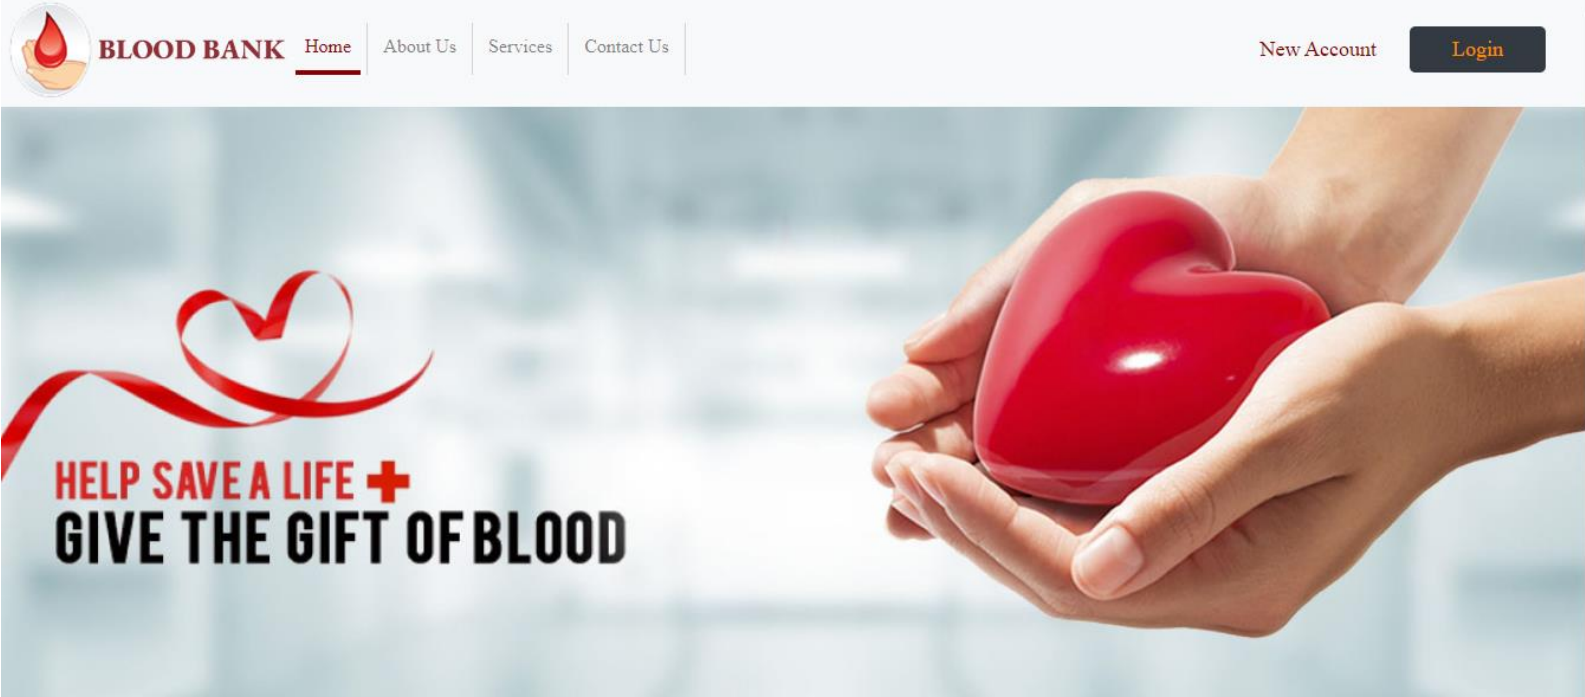 BLOOD BANK Home About Us Services Contact Us New Account Login
HELP SAVE A LIFE
GIVE THE GIFT OF BLOOD